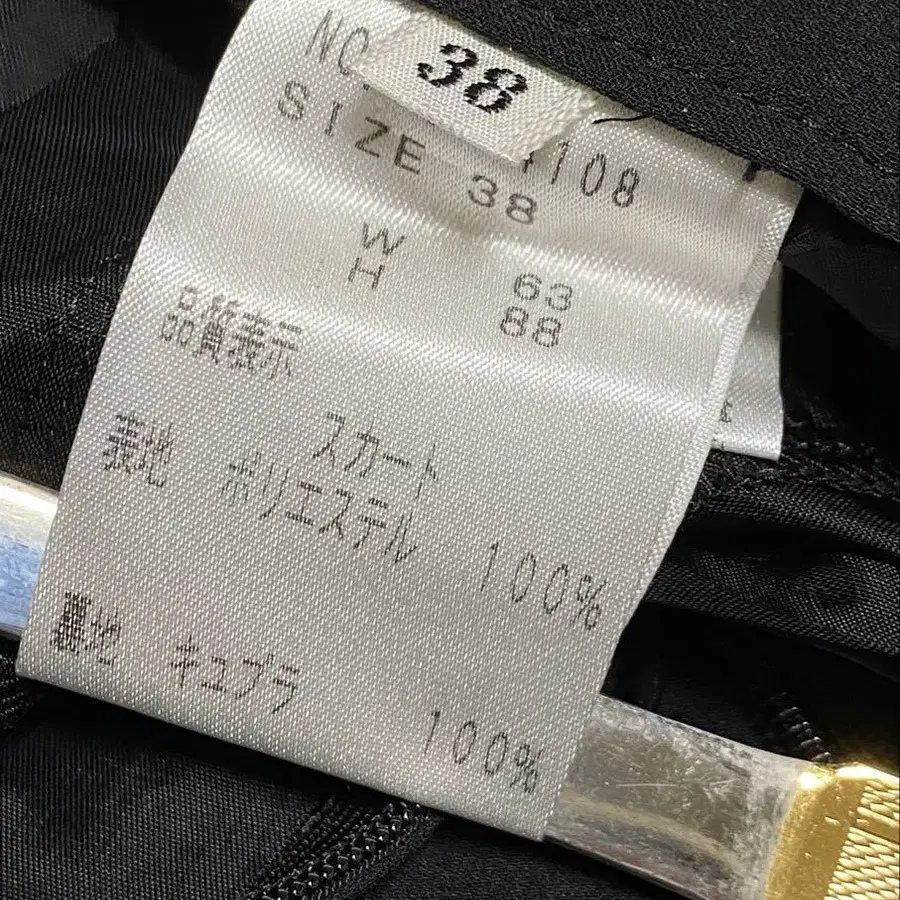 38
NO
SIZE 38
W 63
H 88
品質表示
スカート
表地 ポリエステル 100%
裏地 キュプラ 100%